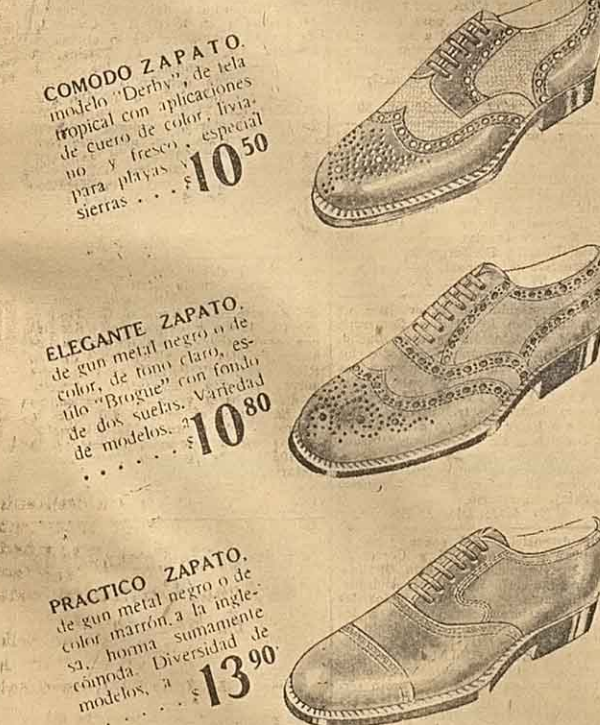 COMODO ZAPATO,
modelo "Derby", de tela
tropical con aplicaciones
de cuero de color, livia-
no y fresco, especial
para playas y
sierras . . . $ 10 50
ELEGANTE ZAPATO,
de gun metal negro o de
color, de tono claro, es-
tilo "Brogue" con fondo
de dos suelas. Variedad
de modelos, a
. . . . . . $ 10 80
PRACTICO ZAPATO,
de gun metal negro o de
color marrón, a la ingle-
sa, horma sumamente
cómoda. Diversidad de
modelos, a
. . . . . $ 13 90